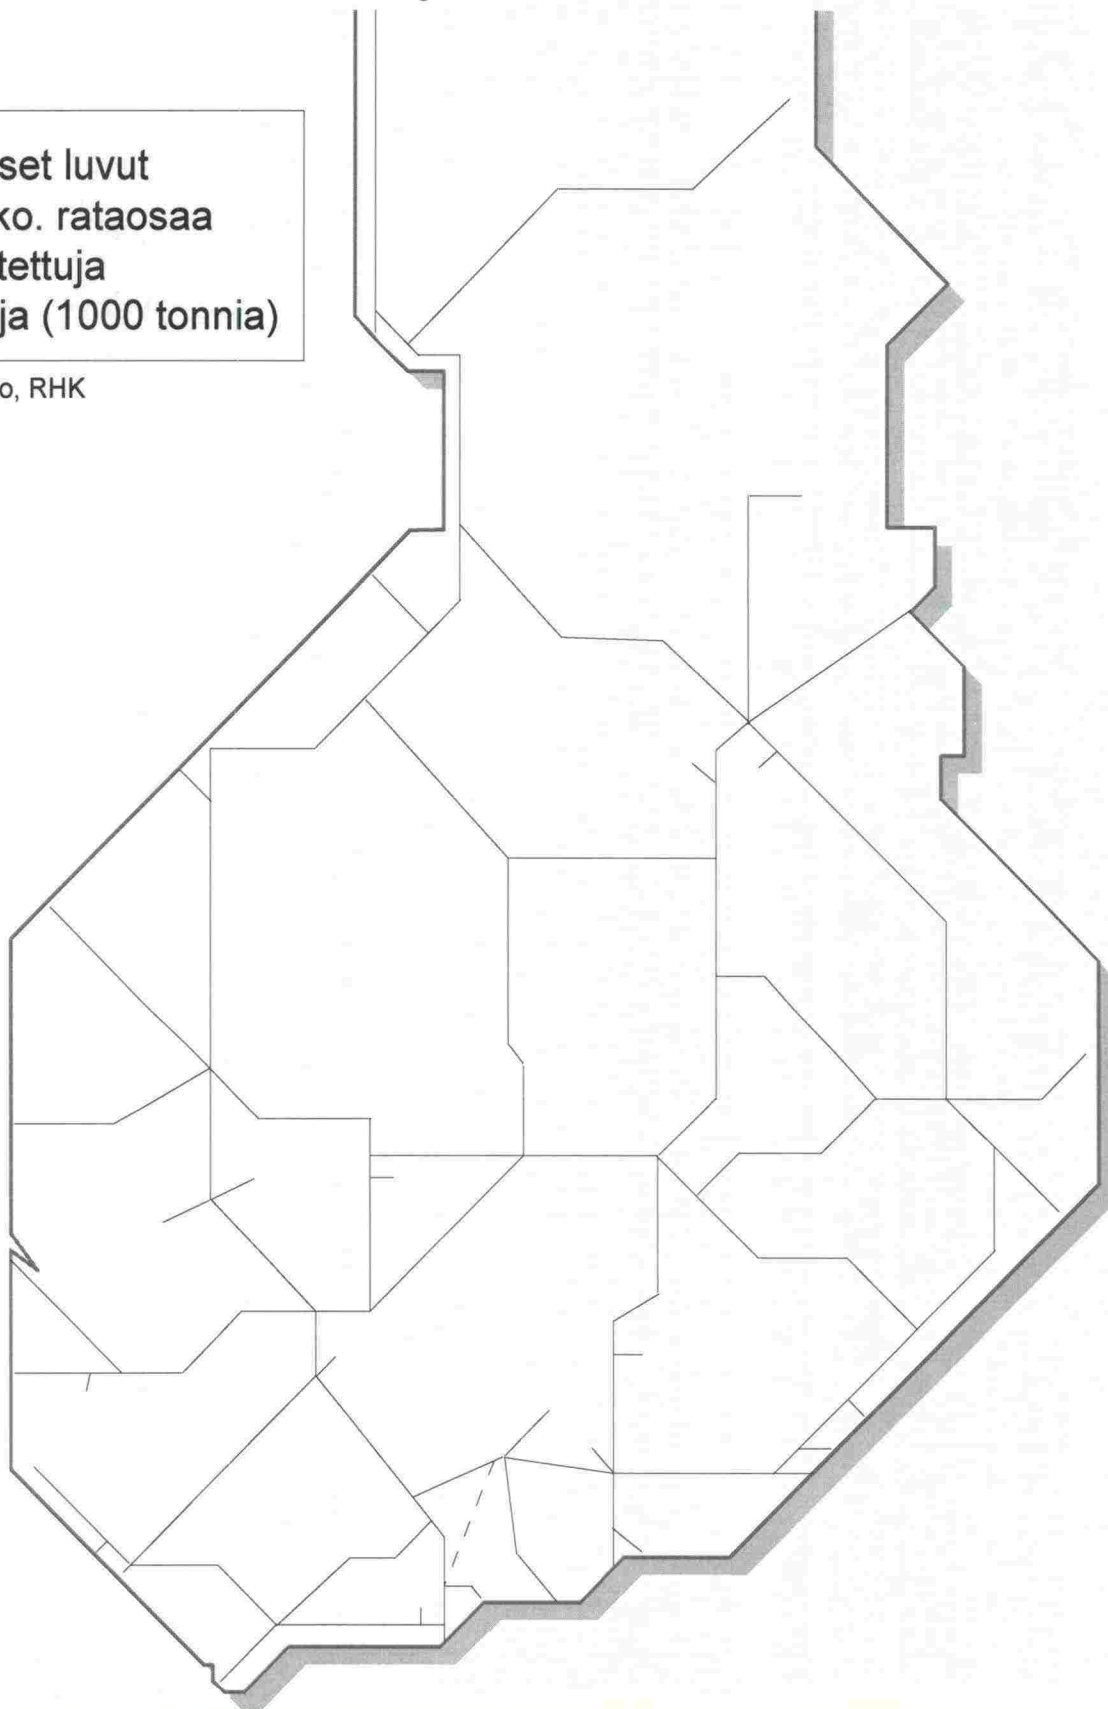 set luvut
ko. rataosaa
tettuja
ja (1000 tonnia)
o, RHK